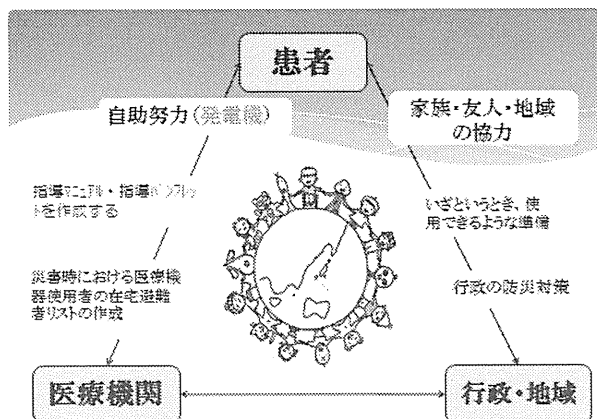 患者
自助努力(発電機)
家族・友人・地域
の協力
指導マニュアル・指導パンフレッ
トを作成する
いざというとき、使
用できるような準備
災害時における医療機
器使用者の在宅避難
者リストの作成
行政の防災対策
医療機関
行政・地域